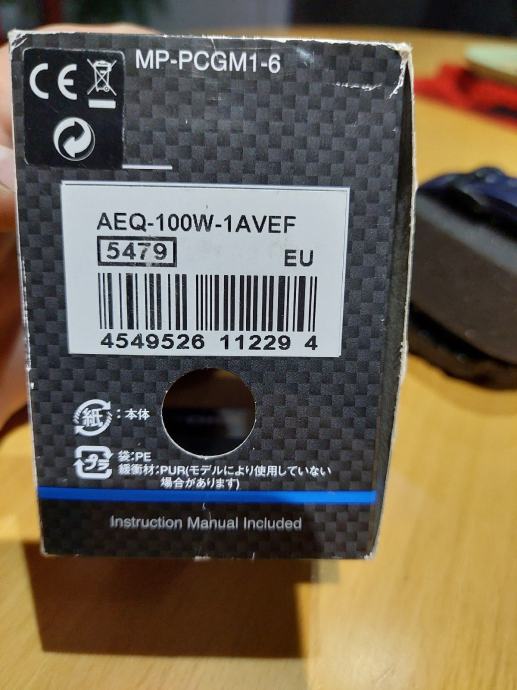 MP-PCGM1-6
CE
AEQ-100W-1AVEF
5479
EU
4549526 11229 4
紙:本体
プラ
袋:PE
緩衝材:PUR(モデルにより使用していない
場合があります)
Instruction Manual Included